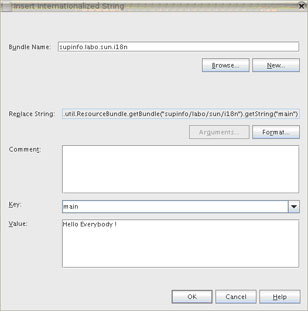 Insert Internationalized String
Bundle Name: supinfo.labo.sun.i18n
Browse... New...
Replace String: .util.ResourceBundle.getBundle("supinfo/labo/sun/i18n").getString("main")
Arguments... Format...
Comment:
Key: main
Value: Hello Everybody !
OK Cancel Help